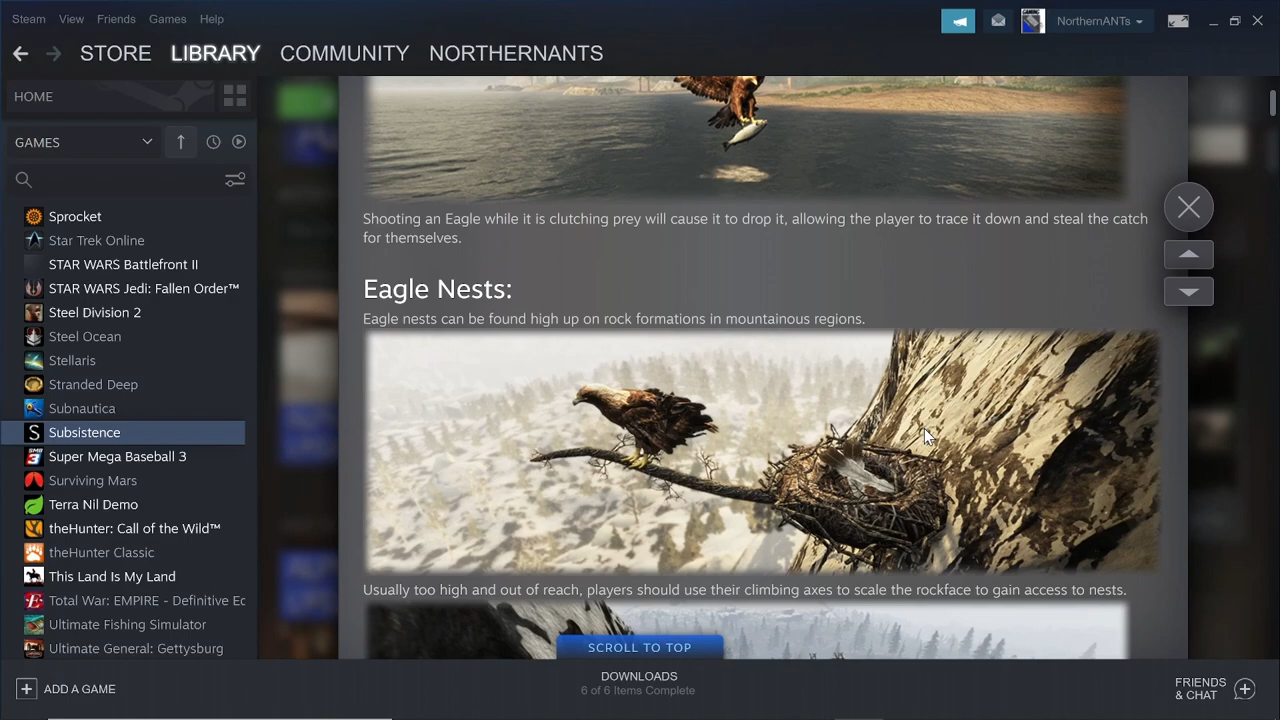 Steam View Friends Games Help
NorthernANTs
STORE LIBRARY COMMUNITY NORTHERNANTS
HOME
GAMES
Sprocket
Star Trek Online
STAR WARS Battlefront II
STAR WARS Jedi: Fallen Order™
Steel Division 2
Steel Ocean
Stellaris
Stranded Deep
Subnautica
Subsistence
Super Mega Baseball 3
Surviving Mars
Terra Nil Demo
theHunter: Call of the Wild™
theHunter Classic
This Land Is My Land
Total War: EMPIRE - Definitive Ec
Ultimate Fishing Simulator
Ultimate General: Gettysburg
Shooting an Eagle while it is clutching prey will cause it to drop it, allowing the player to trace it down and steal the catch
for themselves.
Eagle Nests:
Eagle nests can be found high up on rock formations in mountainous regions.
Usually too high and out of reach, players should use their climbing axes to scale the rockface to gain access to nests.
SCROLL TO TOP
ADD A GAME
DOWNLOADS
6 of 6 Items Complete
FRIENDS
& CHAT